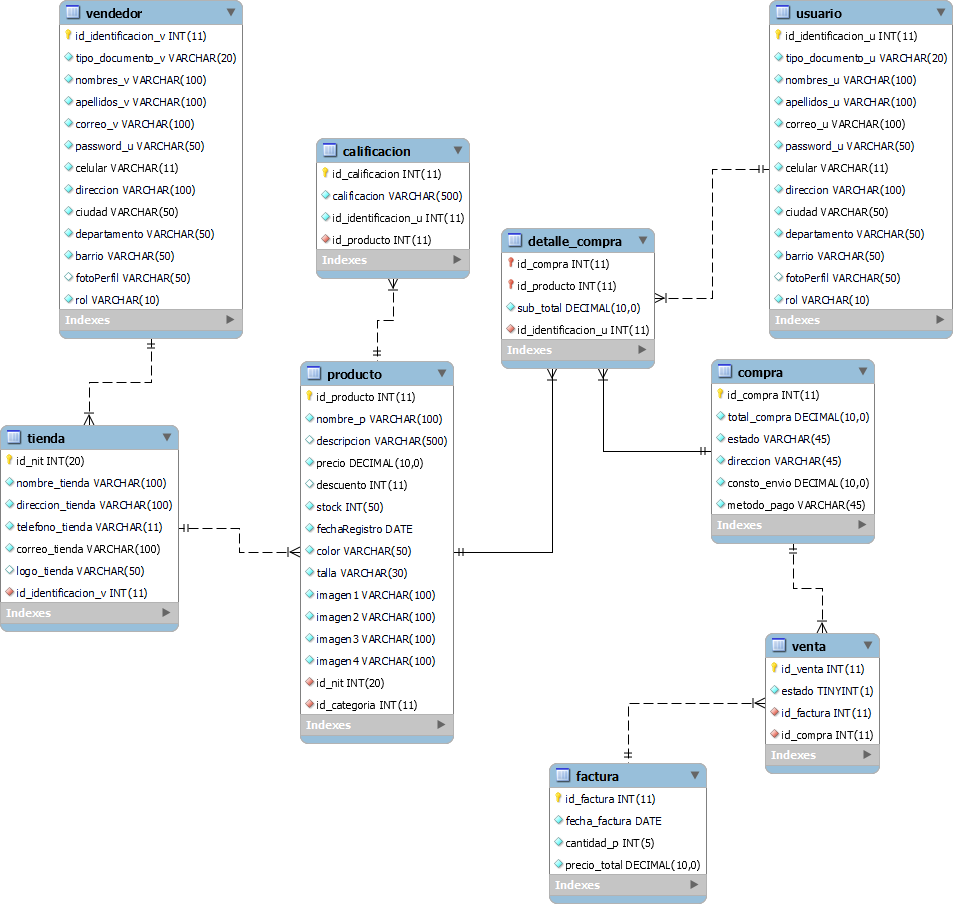 vendedor
id_identificacion_v INT(11)
tipo_documento_v VARCHAR(20)
nombres_v VARCHAR(100)
apellidos_v VARCHAR(100)
correo_v VARCHAR(100)
password_u VARCHAR(50)
celular VARCHAR(11)
direccion VARCHAR(100)
ciudad VARCHAR(50)
departamento VARCHAR(50)
barrio VARCHAR(50)
fotoPerfil VARCHAR(50)
rol VARCHAR(10)
Indexes
usuario
id_identificacion_u INT(11)
tipo_documento_u VARCHAR(20)
nombres_u VARCHAR(100)
apellidos_u VARCHAR(100)
correo_u VARCHAR(100)
password_u VARCHAR(50)
celular VARCHAR(11)
direccion VARCHAR(100)
ciudad VARCHAR(50)
departamento VARCHAR(50)
barrio VARCHAR(50)
fotoPerfil VARCHAR(50)
rol VARCHAR(10)
Indexes
calificacion
id_calificacion INT(11)
calificacion VARCHAR(500)
id_identificacion_u INT(11)
id_producto INT(11)
Indexes
detalle_compra
id_compra INT(11)
id_producto INT(11)
sub_total DECIMAL(10,0)
id_identificacion_u INT(11)
Indexes
producto
id_producto INT(11)
nombre_p VARCHAR(100)
descripcion VARCHAR(500)
precio DECIMAL(10,0)
descuento INT(11)
stock INT(50)
fechaRegistro DATE
color VARCHAR(50)
talla VARCHAR(30)
imagen1 VARCHAR(100)
imagen2 VARCHAR(100)
imagen3 VARCHAR(100)
imagen4 VARCHAR(100)
id_nit INT(20)
id_categoria INT(11)
Indexes
compra
id_compra INT(11)
total_compra DECIMAL(10,0)
estado VARCHAR(45)
direccion VARCHAR(45)
consto_envio DECIMAL(10,0)
metodo_pago VARCHAR(45)
Indexes
tienda
id_nit INT(20)
nombre_tienda VARCHAR(100)
direccion_tienda VARCHAR(100)
telefono_tienda VARCHAR(11)
correo_tienda VARCHAR(100)
logo_tienda VARCHAR(50)
id_identificacion_v INT(11)
Indexes
venta
id_venta INT(11)
estado TINYINT(1)
id_factura INT(11)
id_compra INT(11)
Indexes
factura
id_factura INT(11)
fecha_factura DATE
cantidad_p INT(5)
precio_total DECIMAL(10,0)
Indexes